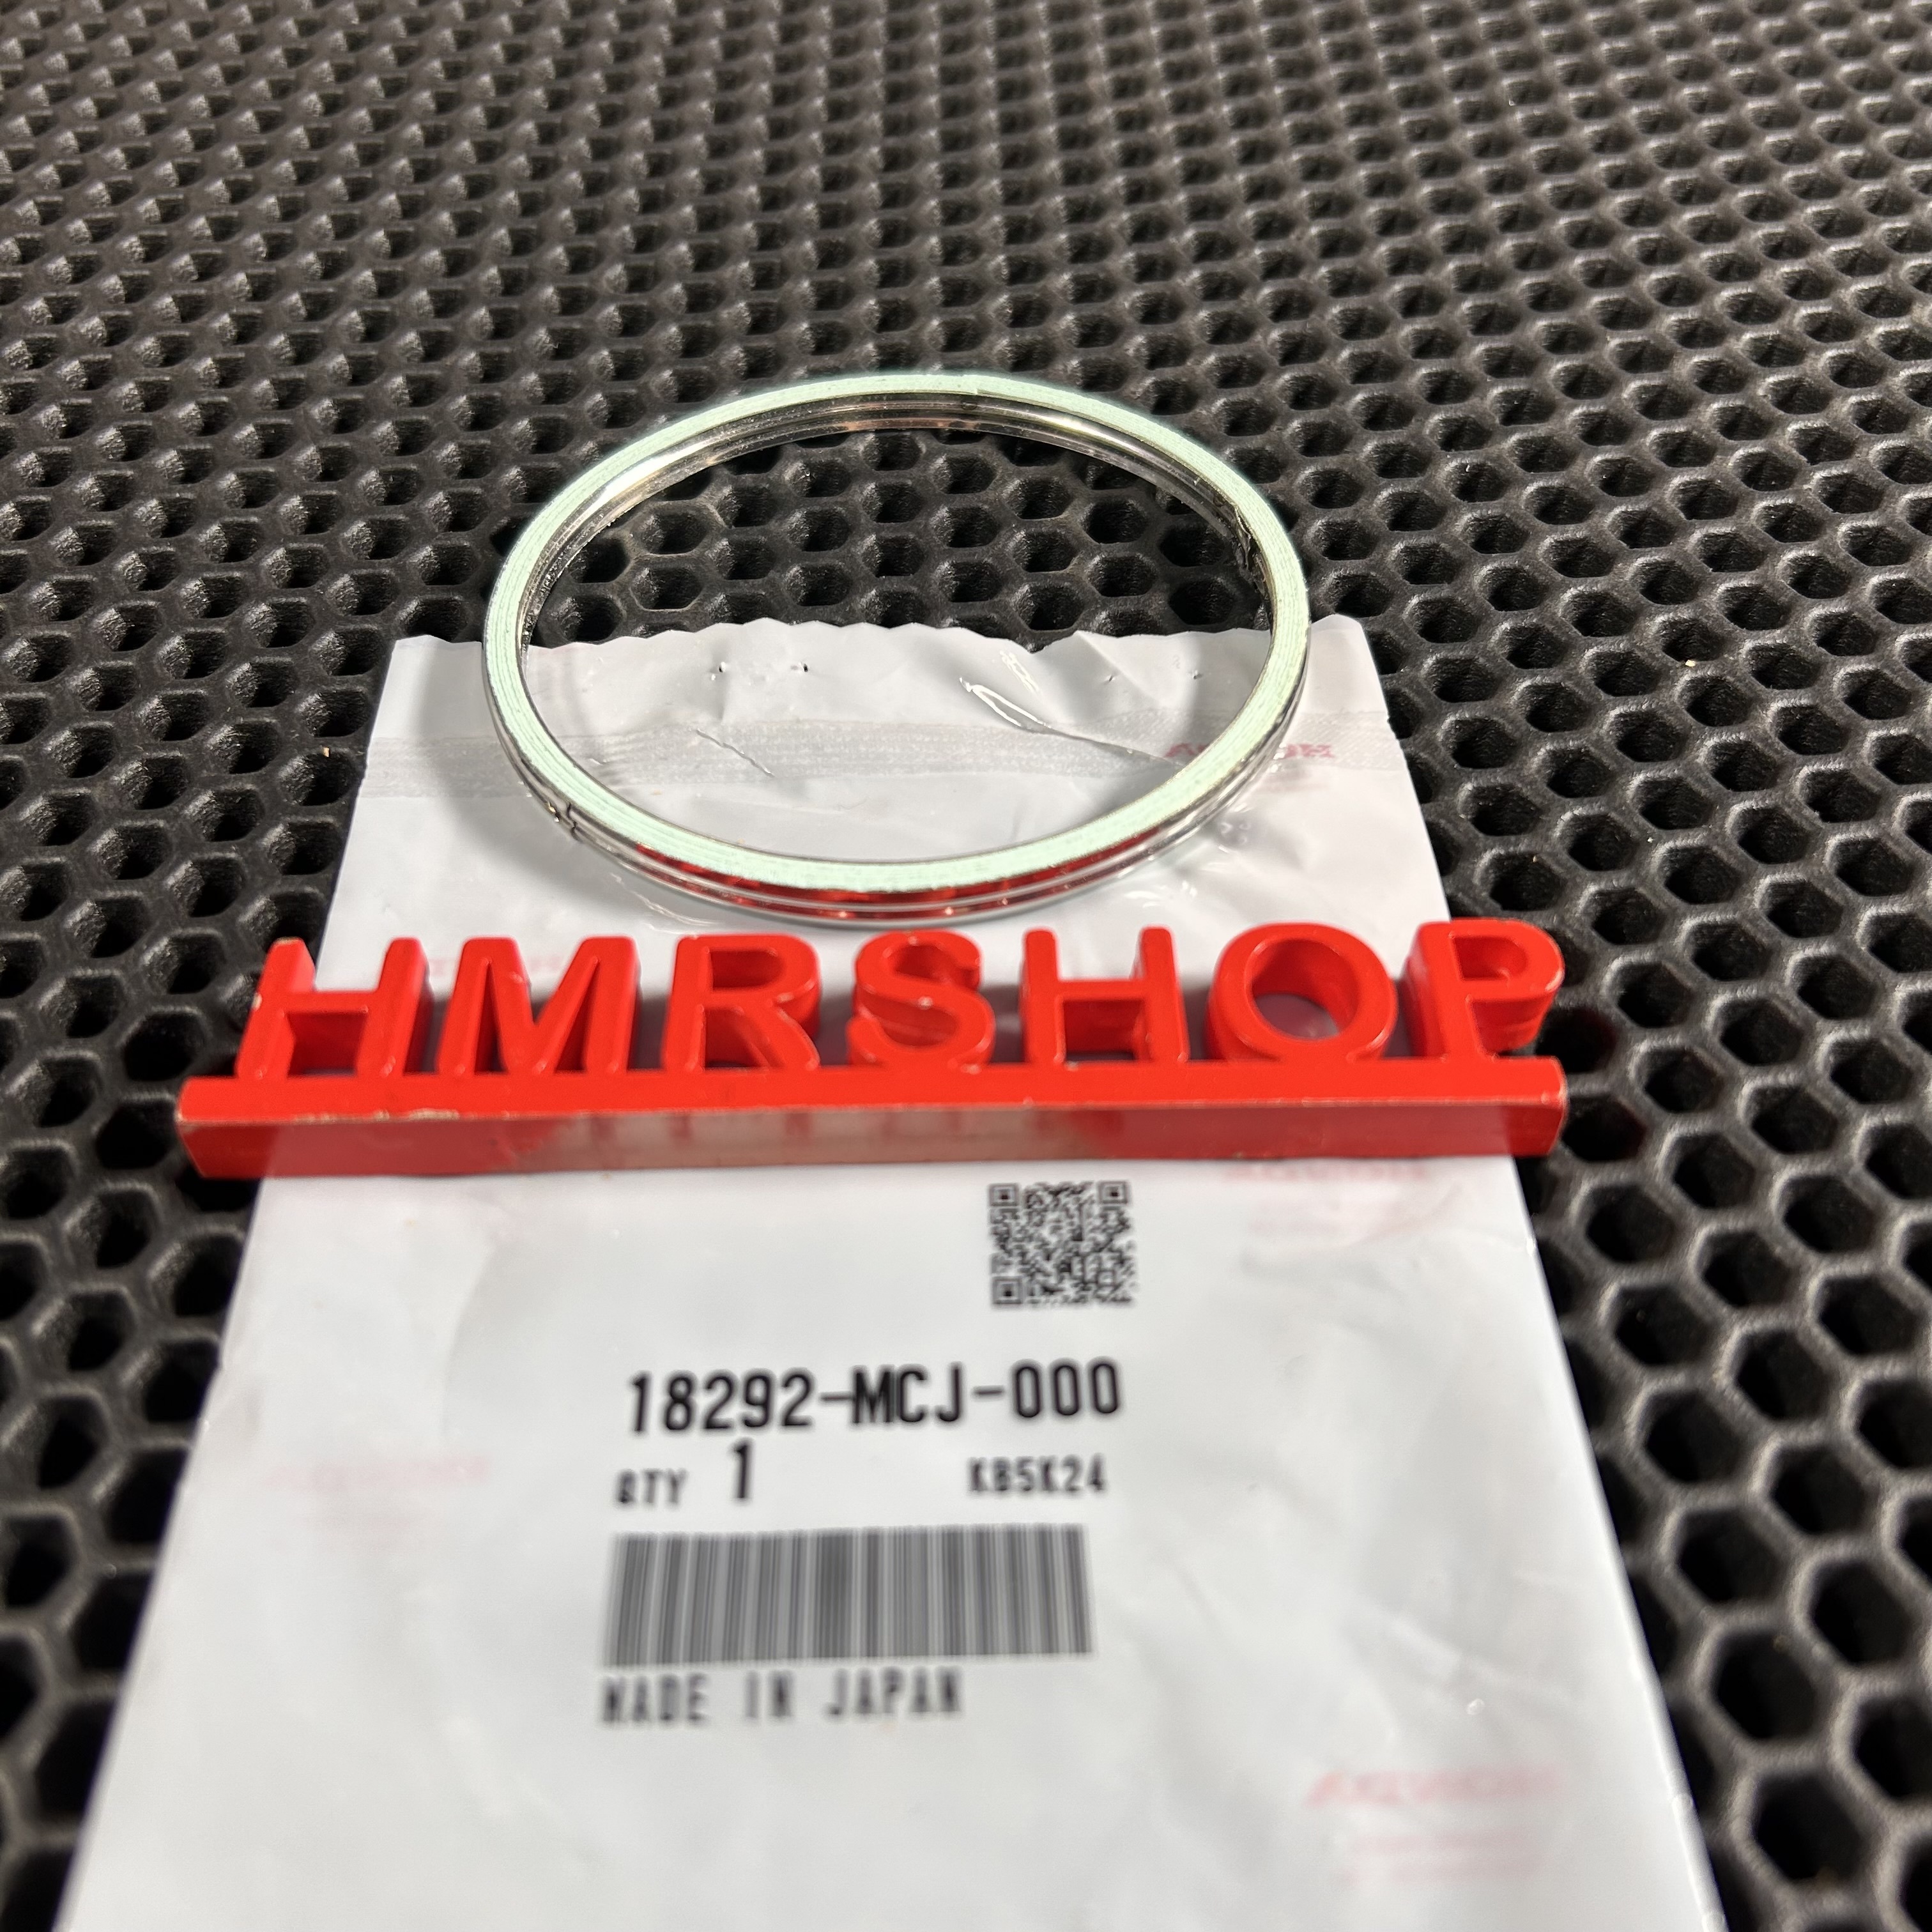 HMRSHOP
18292-MCJ-000
QTY 1 KB5K24
MADE IN JAPAN